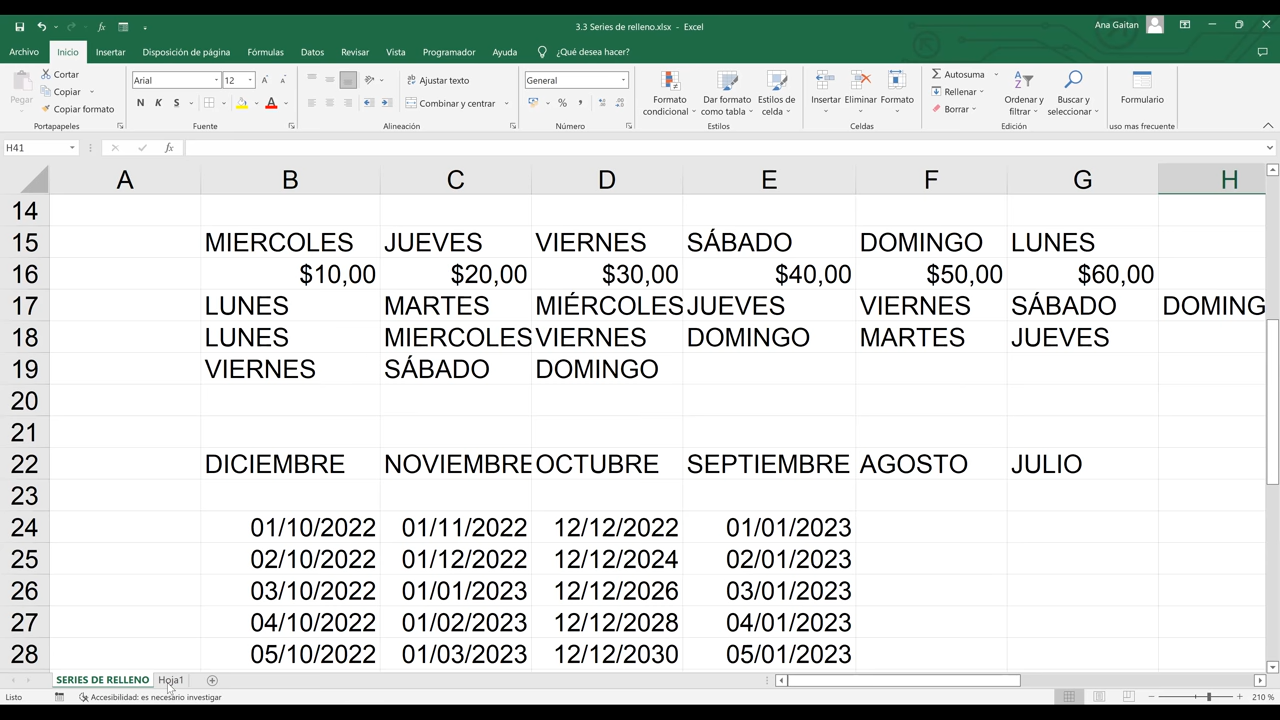 3.3 Series de relleno.xlsx - Excel
Ana Gaitan
Archivo Inicio Insertar Disposición de página Fórmulas Datos Revisar Vista Programador Ayuda ¿Qué desea hacer?
Pegar
Cortar
Copiar
Copiar formato
Portapapeles
Arial 12
N K S
Fuente
Ajustar texto
Combinar y centrar
Alineación
General
Número
Formato condicional
Dar formato como tabla
Estilos de celda
Estilos
Insertar Eliminar Formato
Celdas
Autosuma
Rellenar
Borrar
Ordenar y filtrar
Buscar y seleccionar
Edición
Formulario
uso mas frecuente
H41 fx
A B C D E F G H
14
15 MIERCOLES JUEVES VIERNES SÁBADO DOMINGO LUNES
16 $10,00 $20,00 $30,00 $40,00 $50,00 $60,00
17 LUNES MARTES MIÉRCOLES JUEVES VIERNES SÁBADO DOMING
18 LUNES MIERCOLES VIERNES DOMINGO MARTES JUEVES
19 VIERNES SÁBADO DOMINGO
20
21
22 DICIEMBRE NOVIEMBRE OCTUBRE SEPTIEMBRE AGOSTO JULIO
23
24 01/10/2022 01/11/2022 12/12/2022 01/01/2023
25 02/10/2022 01/12/2022 12/12/2024 02/01/2023
26 03/10/2022 01/01/2023 12/12/2026 03/01/2023
27 04/10/2022 01/02/2023 12/12/2028 04/01/2023
28 05/10/2022 01/03/2023 12/12/2030 05/01/2023
SERIES DE RELLENO Hoja1
Listo Accesibilidad: es necesario investigar 210 %